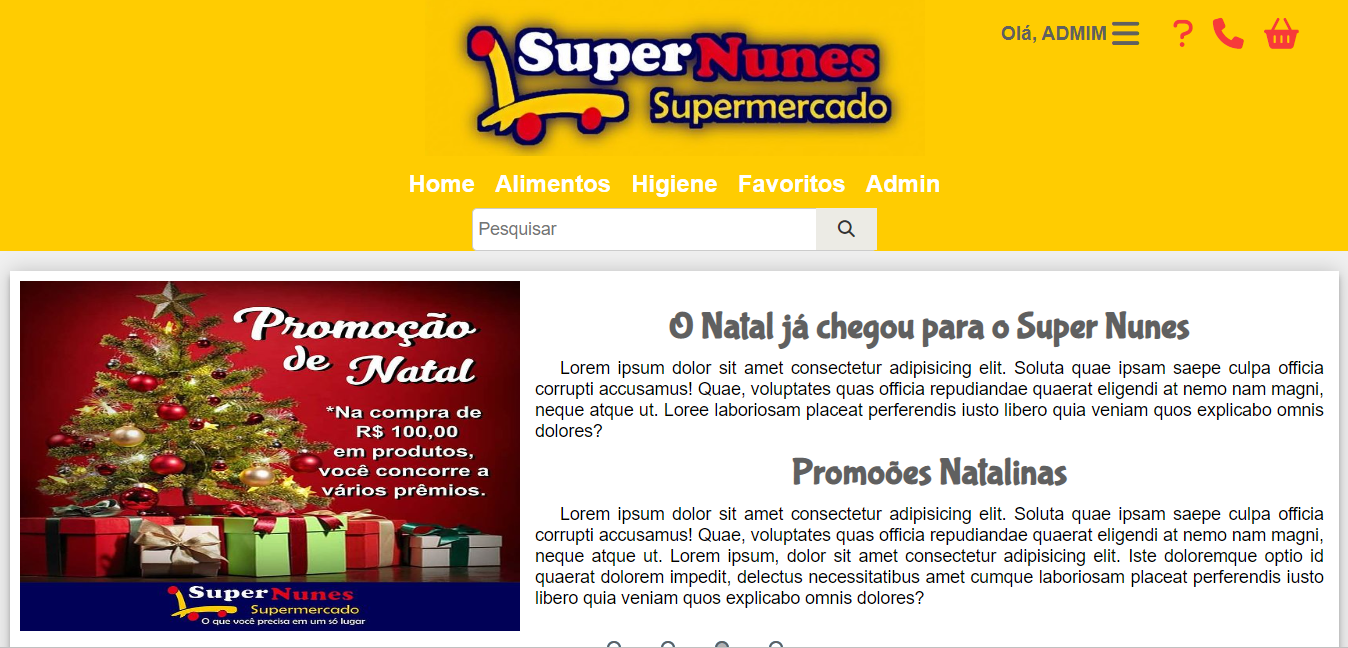 Super Nunes
Supermercado
Olá, ADMIM
Home Alimentos Higiene Favoritos Admin
Pesquisar
Promoção
de Natal
*Na compra de
R$ 100,00
em produtos,
você concorre a
vários prêmios.
Super Nunes
Supermercado
O que você precisa em um só lugar
O Natal já chegou para o Super Nunes
Lorem ipsum dolor sit amet consectetur adipisicing elit. Soluta quae ipsam saepe culpa officia
corrupti accusamus! Quae, voluptates quas officia repudiandae quaerat eligendi at nemo nam magni,
neque atque ut. Loree laboriosam placeat perferendis iusto libero quia veniam quos explicabo omnis
dolores?
Promoões Natalinas
Lorem ipsum dolor sit amet consectetur adipisicing elit. Soluta quae ipsam saepe culpa officia
corrupti accusamus! Quae, voluptates quas officia repudiandae quaerat eligendi at nemo nam magni,
neque atque ut. Lorem ipsum, dolor sit amet consectetur adipisicing elit. Iste doloremque optio id
quaerat dolorem impedit, delectus necessitatibus amet cumque laboriosam placeat perferendis iusto
libero quia veniam quos explicabo omnis dolores?